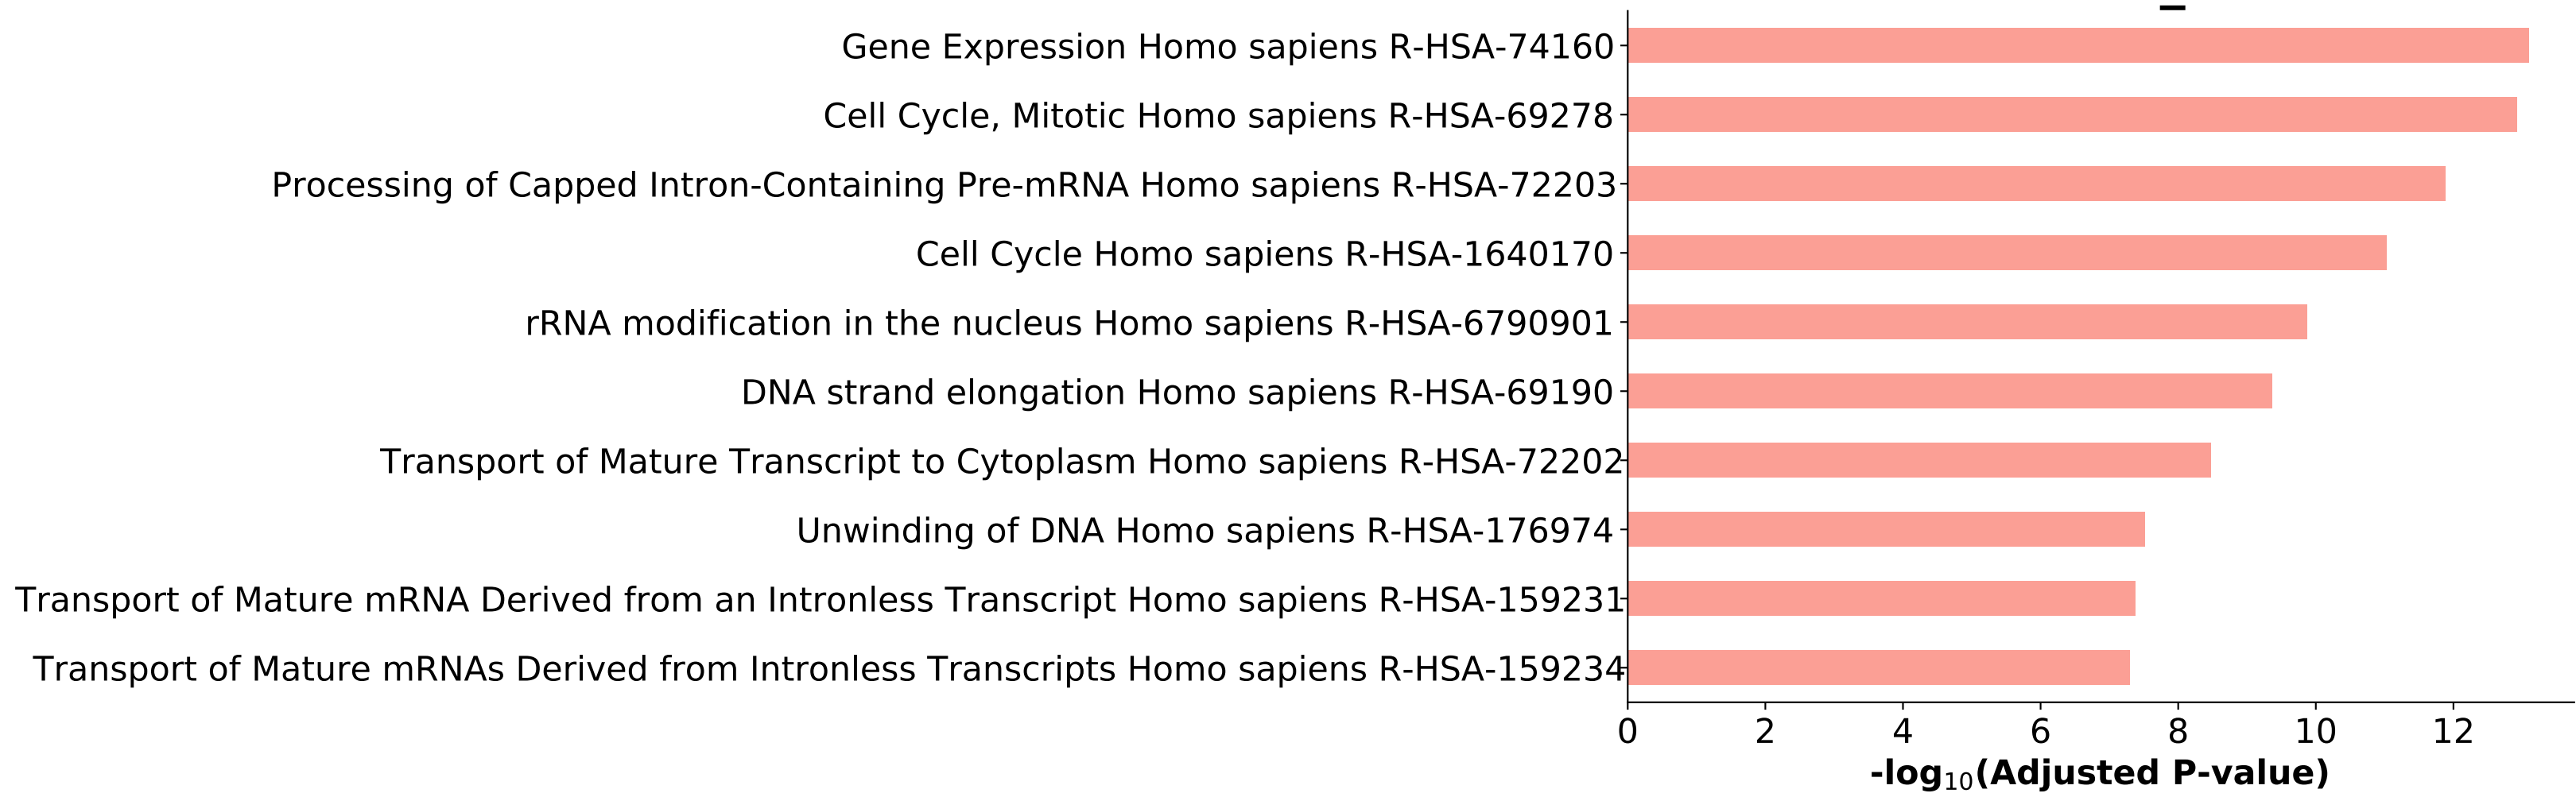 Gene Expression Homo sapiens R-HSA-74160
Cell Cycle, Mitotic Homo sapiens R-HSA-69278
Processing of Capped Intron-Containing Pre-mRNA Homo sapiens R-HSA-72203
Cell Cycle Homo sapiens R-HSA-1640170
rRNA modification in the nucleus Homo sapiens R-HSA-6790901
DNA strand elongation Homo sapiens R-HSA-69190
Transport of Mature Transcript to Cytoplasm Homo sapiens R-HSA-72202
Unwinding of DNA Homo sapiens R-HSA-176974
Transport of Mature mRNA Derived from an Intronless Transcript Homo sapiens R-HSA-159231
Transport of Mature mRNAs Derived from Intronless Transcripts Homo sapiens R-HSA-159234
0 2 4 6 8 10 12
-log₁₀(Adjusted P-value)